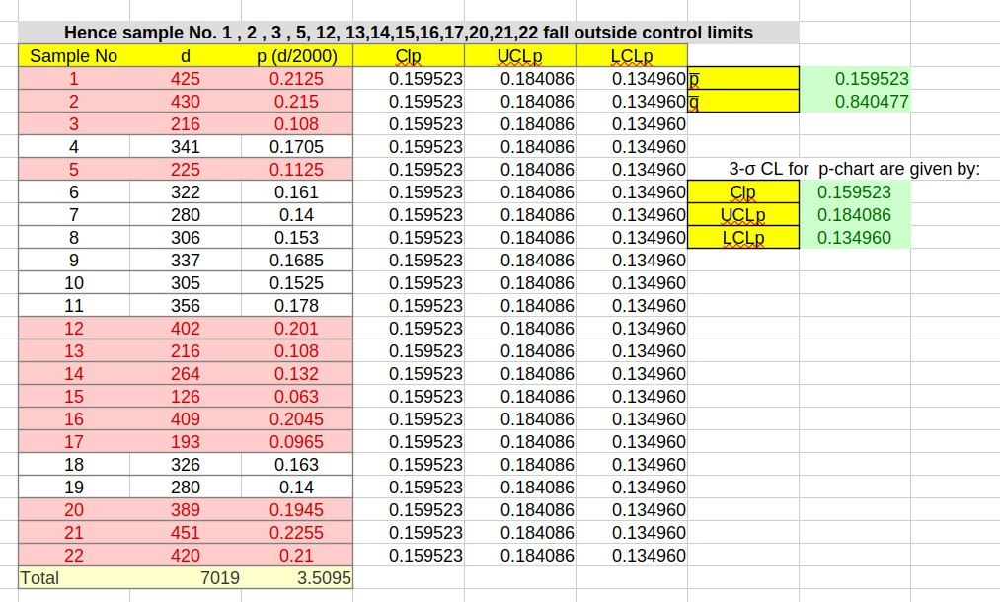 Hence sample No. 1 , 2 , 3 , 5, 12, 13,14,15,16,17,20,21,22 fall outside control limits
Sample No d p (d/2000) Clp UCLp LCLp
1 425 0.2125 0.159523 0.184086 0.134960 p̅ 0.159523
2 430 0.215 0.159523 0.184086 0.134960 q̅ 0.840477
3 216 0.108 0.159523 0.184086 0.134960
4 341 0.1705 0.159523 0.184086 0.134960
5 225 0.1125 0.159523 0.184086 0.134960 3-σ CL for p-chart are given by:
6 322 0.161 0.159523 0.184086 0.134960 Clp 0.159523
7 280 0.14 0.159523 0.184086 0.134960 UCLp 0.184086
8 306 0.153 0.159523 0.184086 0.134960 LCLp 0.134960
9 337 0.1685 0.159523 0.184086 0.134960
10 305 0.1525 0.159523 0.184086 0.134960
11 356 0.178 0.159523 0.184086 0.134960
12 402 0.201 0.159523 0.184086 0.134960
13 216 0.108 0.159523 0.184086 0.134960
14 264 0.132 0.159523 0.184086 0.134960
15 126 0.063 0.159523 0.184086 0.134960
16 409 0.2045 0.159523 0.184086 0.134960
17 193 0.0965 0.159523 0.184086 0.134960
18 326 0.163 0.159523 0.184086 0.134960
19 280 0.14 0.159523 0.184086 0.134960
20 389 0.1945 0.159523 0.184086 0.134960
21 451 0.2255 0.159523 0.184086 0.134960
22 420 0.21 0.159523 0.184086 0.134960
Total 7019 3.5095